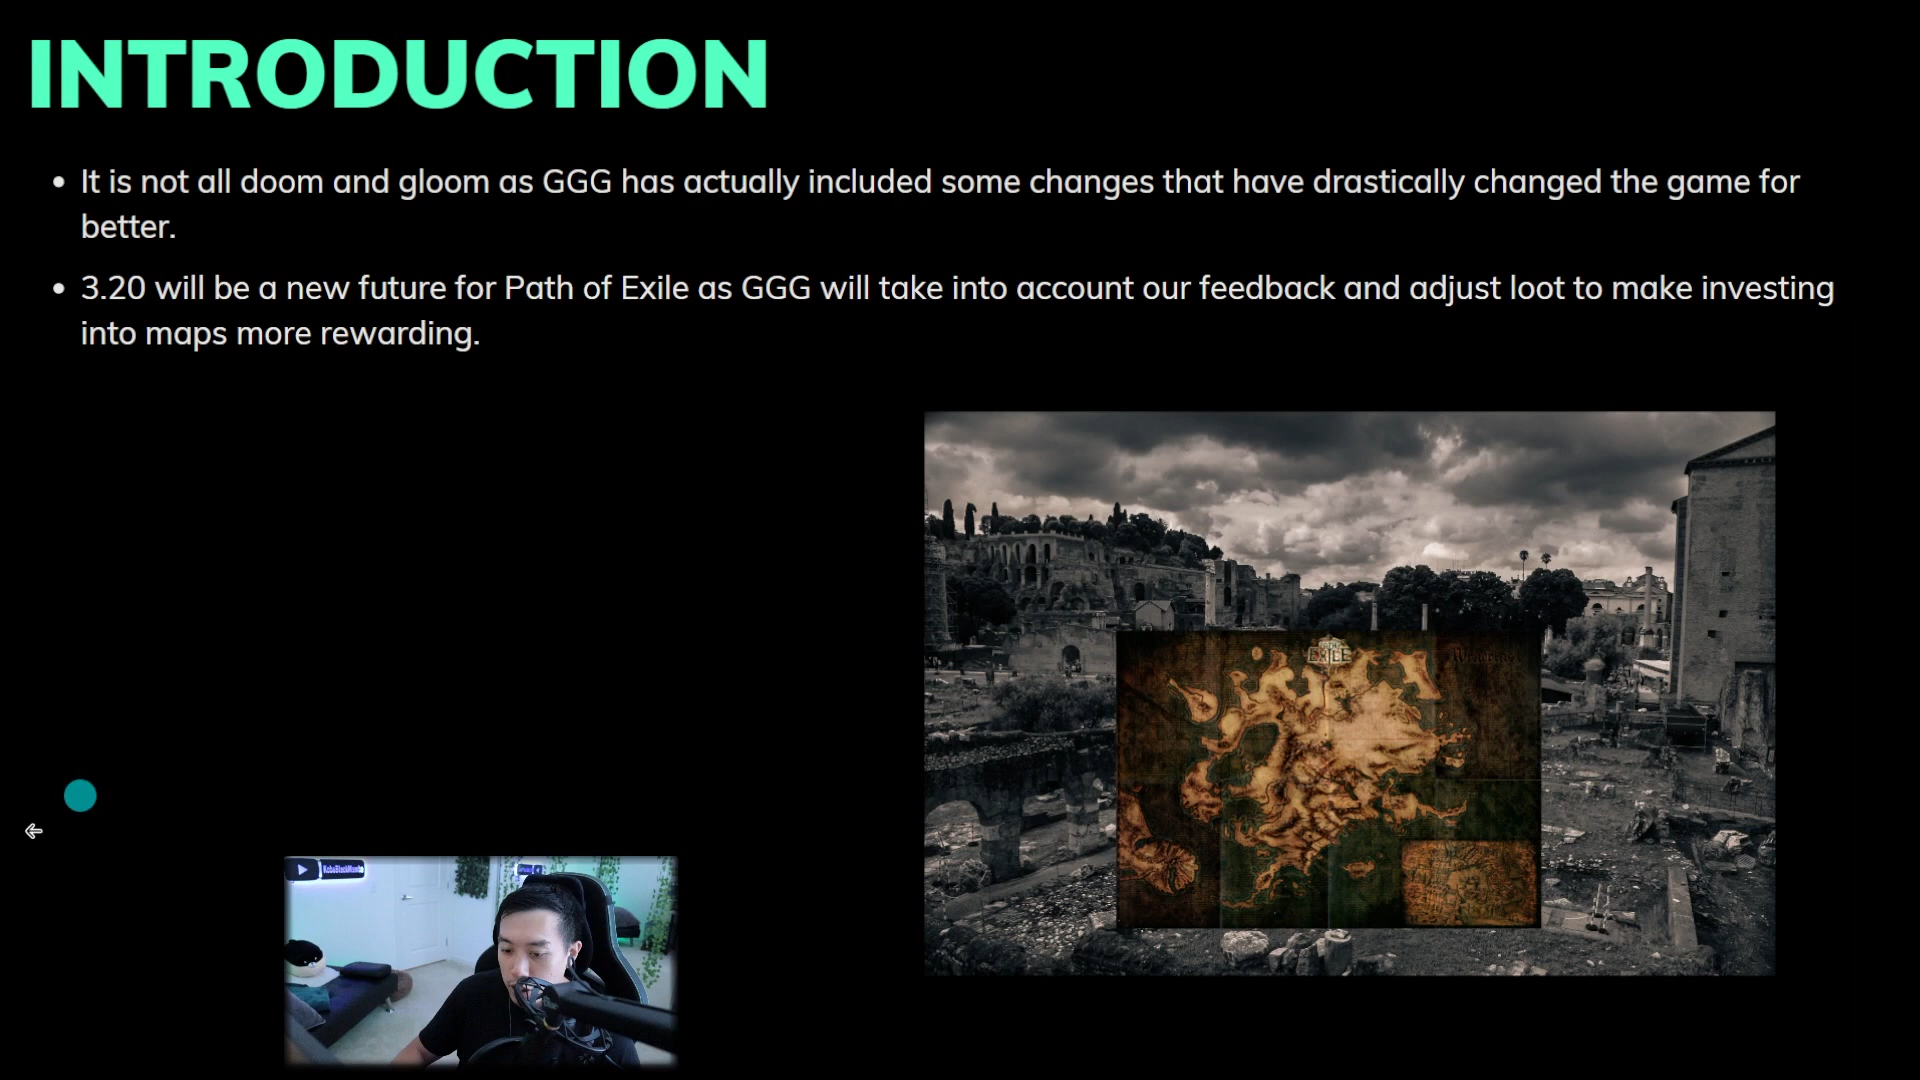 INTRODUCTION
• It is not all doom and gloom as GGG has actually included some changes that have drastically changed the game for
better.
• 3.20 will be a new future for Path of Exile as GGG will take into account our feedback and adjust loot to make investing
into maps more rewarding.
EXILE